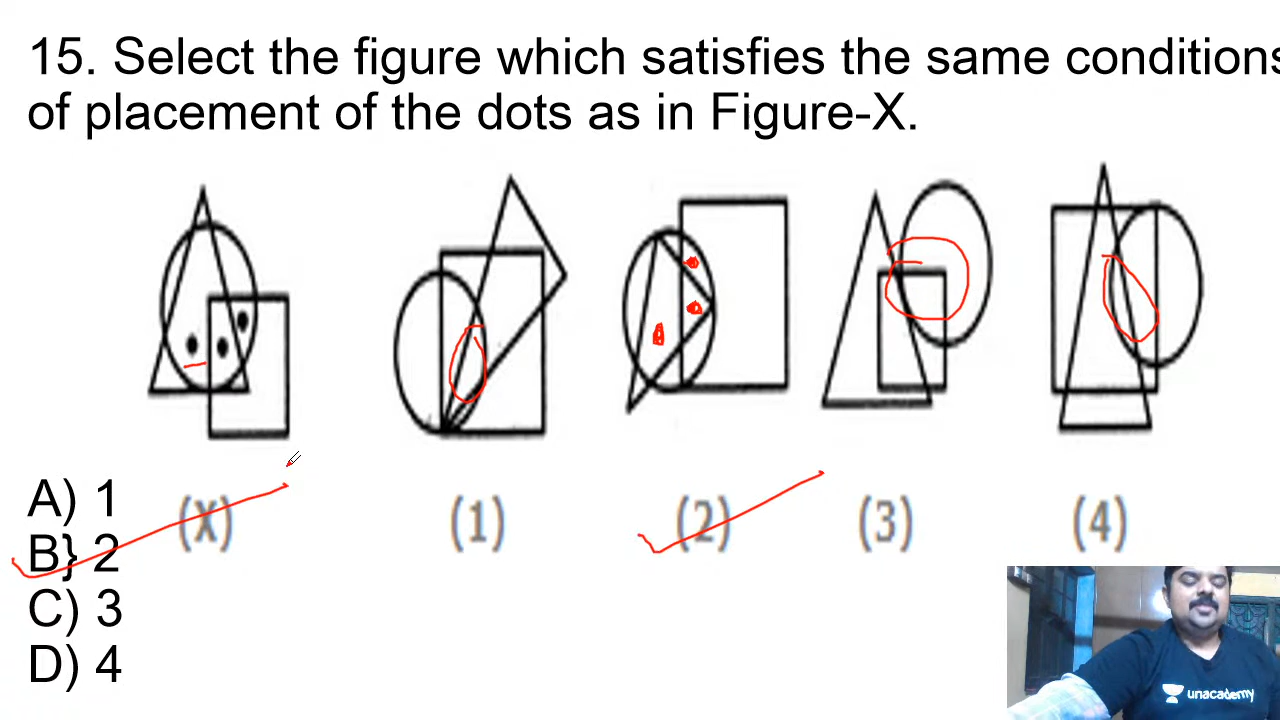 15. Select the figure which satisfies the same conditions
of placement of the dots as in Figure-X.
(X) (1) (2) (3) (4)
A) 1
B} 2
C) 3
D) 4
unacademy